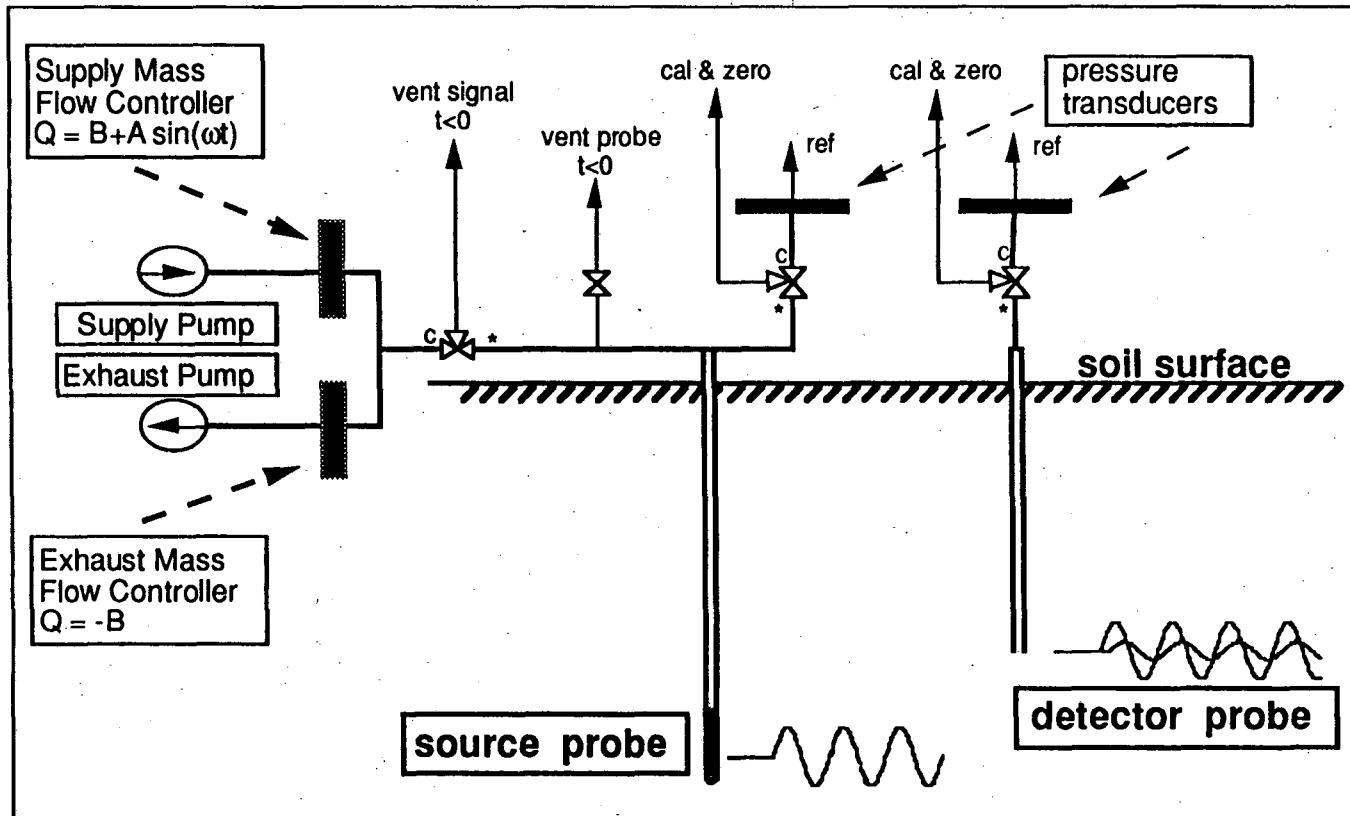 Supply Mass
Flow Controller
Q = B+A sin(ωt)
vent signal
t<0
vent probe
t<0
cal & zero
ref
cal & zero
ref
pressure
transducers
c
*
c
*
c
*
Supply Pump
Exhaust Pump
soil surface
Exhaust Mass
Flow Controller
Q = -B
source probe
detector probe